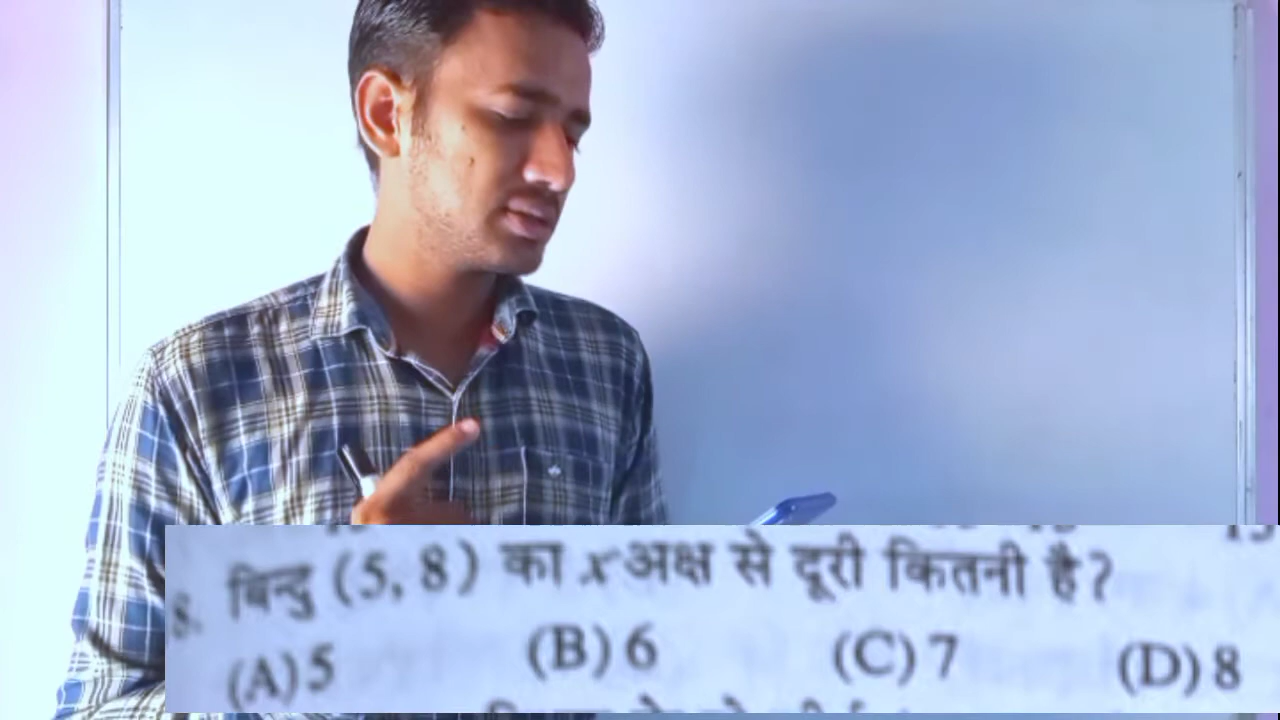 8. बिन्दु (5, 8) का x अक्ष से दूरी कितनी है?
(A) 5 (B) 6 (C) 7 (D) 8